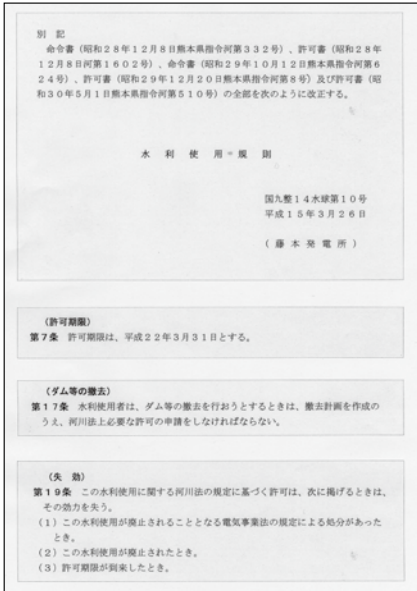 別 記
命令書（昭和２８年１２月８日熊本県指令河第３３２号）、許可書（昭和２８年
１２月８日河第１６０２号）、命令書（昭和２９年１０月１２日熊本県指令河第６
２４号）、許可書（昭和２９年１２月２０日熊本県指令河第８号）及び許可書（昭
和３０年５月１日熊本県指令河第５１０号）の全部を次のように改正する。
水 利 使 用 規 則
国九整１４水球第１０号
平成１５年３月２６日
（ 藤 本 発 電 所 ）
（許可期限）
第７条 許可期限は、平成２２年３月３１日とする。
（ダム等の撤去）
第１７条 水利使用者は、ダム等の撤去を行おうとするときは、撤去計画を作成の
うえ、河川法上必要な許可の申請をしなければならない。
（失 効）
第１９条 この水利使用に関する河川法の規定に基づく許可は、次に掲げるときは、
その効力を失う。
（１）この水利使用が廃止されることとなる電気事業法の規定による処分があった
とき。
（２）この水利使用が廃止されたとき。
（３）許可期限が到来したとき。